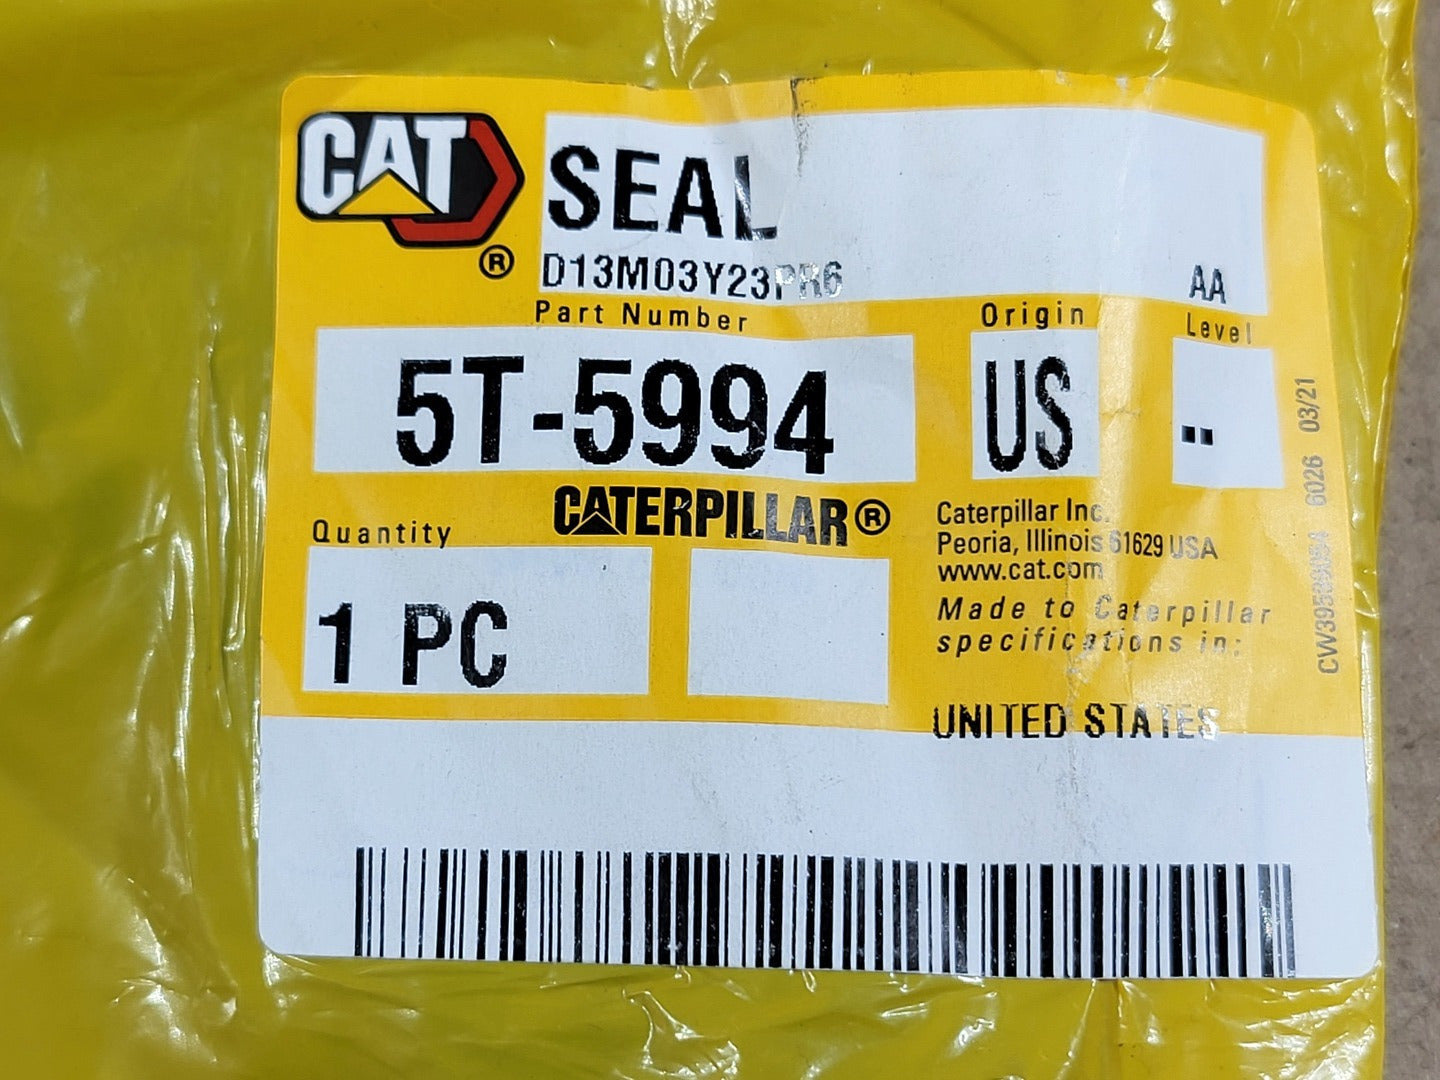 CAT®
SEAL
D13M03Y23PR6
AA
Part Number
Origin
Level
5T-5994
US
--
CATERPILLAR®
Quantity
1 PC
Caterpillar Inc.
Peoria, Illinois 61629 USA
www.cat.com
Made to Caterpillar
specifications in:
UNITED STATES
6026 03/21